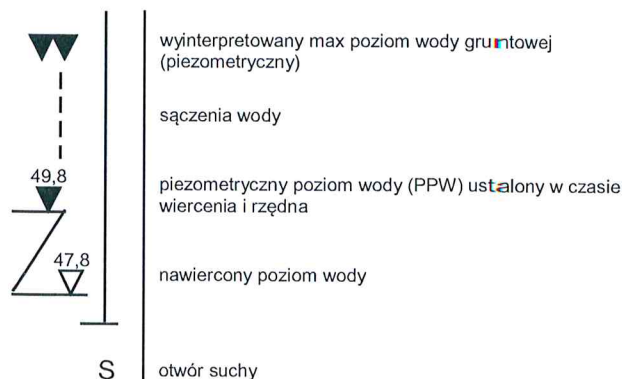 wyinterpretowany max poziom wody gruntowej
(piezometryczny)
sączenia wody
49,8
piezometryczny poziom wody (PPW) ustalony w czasie
wiercenia i rzędna
47,8
nawiercony poziom wody
S
otwór suchy